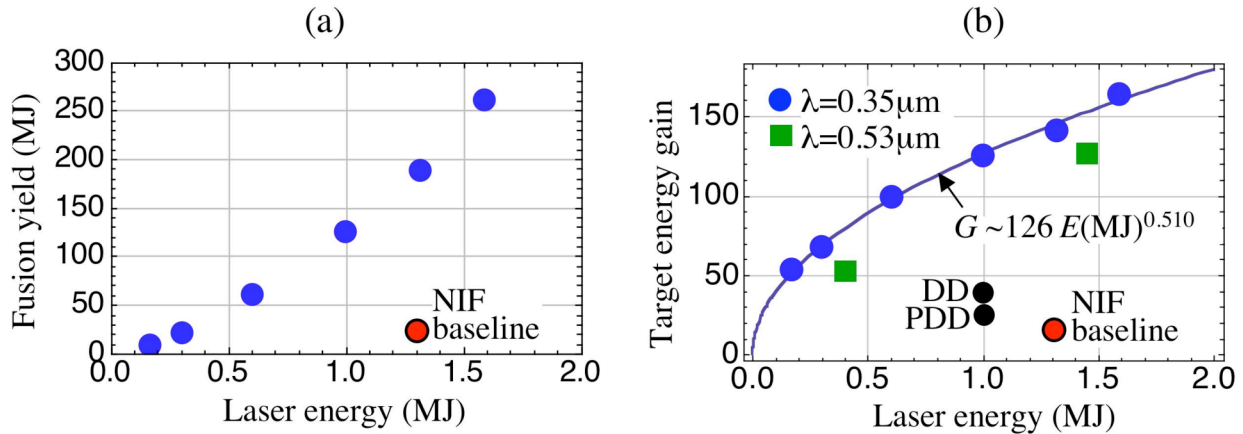 (a)
300
250
200
150
100
50
0
Fusion yield (MJ)
NIF
baseline
0.0 0.5 1.0 1.5 2.0
Laser energy (MJ)
(b)
150
100
50
0
Target energy gain
λ=0.35μm
λ=0.53μm
G ~126 E(MJ)^0.510
DD
PDD
NIF
baseline
0.0 0.5 1.0 1.5 2.0
Laser energy (MJ)